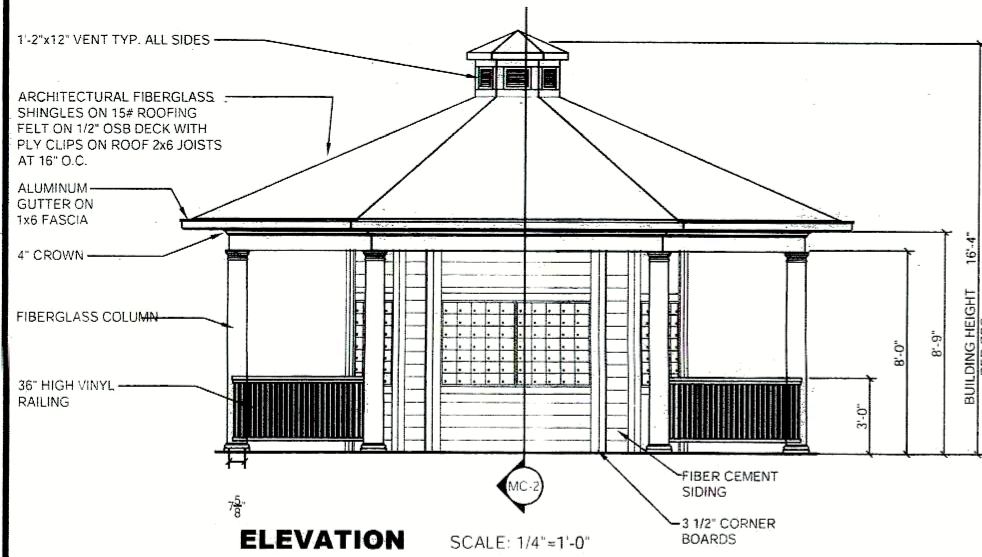 1'-2"x12" VENT TYP. ALL SIDES
ARCHITECTURAL FIBERGLASS
SHINGLES ON 15# ROOFING
FELT ON 1/2" OSB DECK WITH
PLY CLIPS ON ROOF 2x6 JOISTS
AT 16" O.C.
ALUMINUM
GUTTER ON
1x6 FASCIA
4" CROWN
FIBERGLASS COLUMN
36" HIGH VINYL
RAILING
7 5/8"
3'-0"
8'-0"
8'-9"
BUILDING HEIGHT 16'-4"
MC-2
FIBER CEMENT
SIDING
3 1/2" CORNER
BOARDS
ELEVATION SCALE: 1/4"=1'-0"